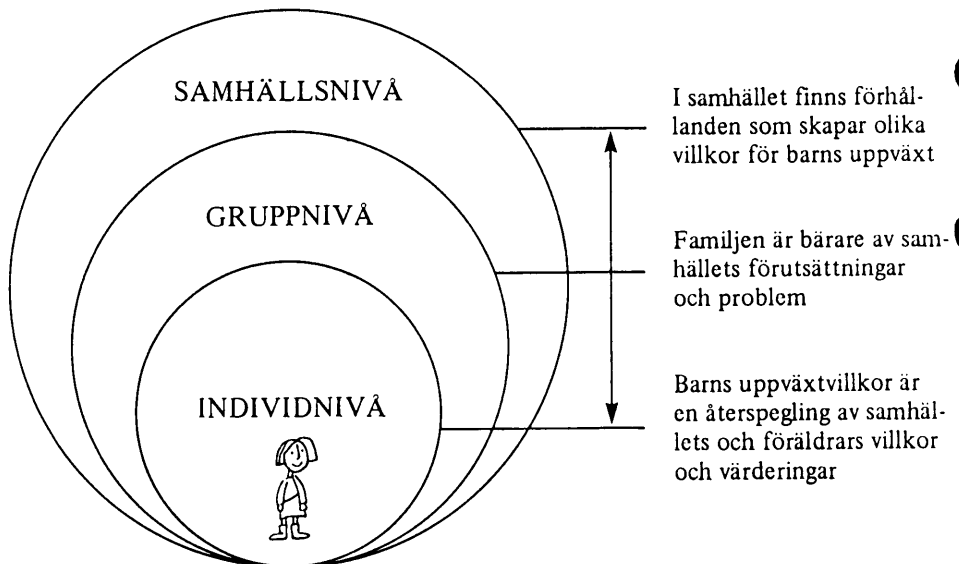 SAMHÄLLSNIVÅ
I samhället finns förhål-
landen som skapar olika
villkor för barns uppväxt
GRUPPNIVÅ
Familjen är bärare av sam-
hällets förutsättningar
och problem
INDIVIDNIVÅ
Barns uppväxtvillkor är
en återspegling av samhäl-
lets och föräldrars villkor
och värderingar